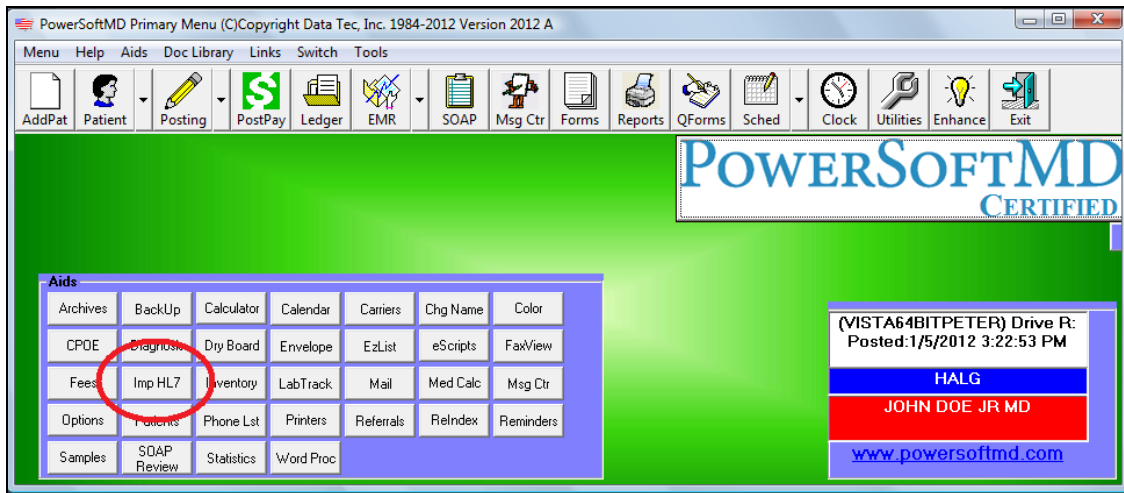 PowerSoftMD Primary Menu (C)Copyright Data Tec, Inc. 1984-2012 Version 2012 A
Menu Help Aids Doc Library Links Switch Tools
AddPat Patient Posting PostPay Ledger EMR SOAP Msg Ctr Forms Reports QForms Sched Clock Utilities Enhance Exit
POWERSOFTMD
CERTIFIED
Aids
Archives BackUp Calculator Calendar Carriers Chg Name Color
CPOE Diagnosis Dry Board Envelope EzList eScripts FaxView
Fees Imp HL7 Inventory LabTrack Mail Med Calc Msg Ctr
Options Patients Phone Lst Printers Referrals ReIndex Reminders
Samples SOAP Review Statistics Word Proc
(VISTA64BITPETER) Drive R:
Posted:1/5/2012 3:22:53 PM
HALG
JOHN DOE JR MD
www.powersoftmd.com